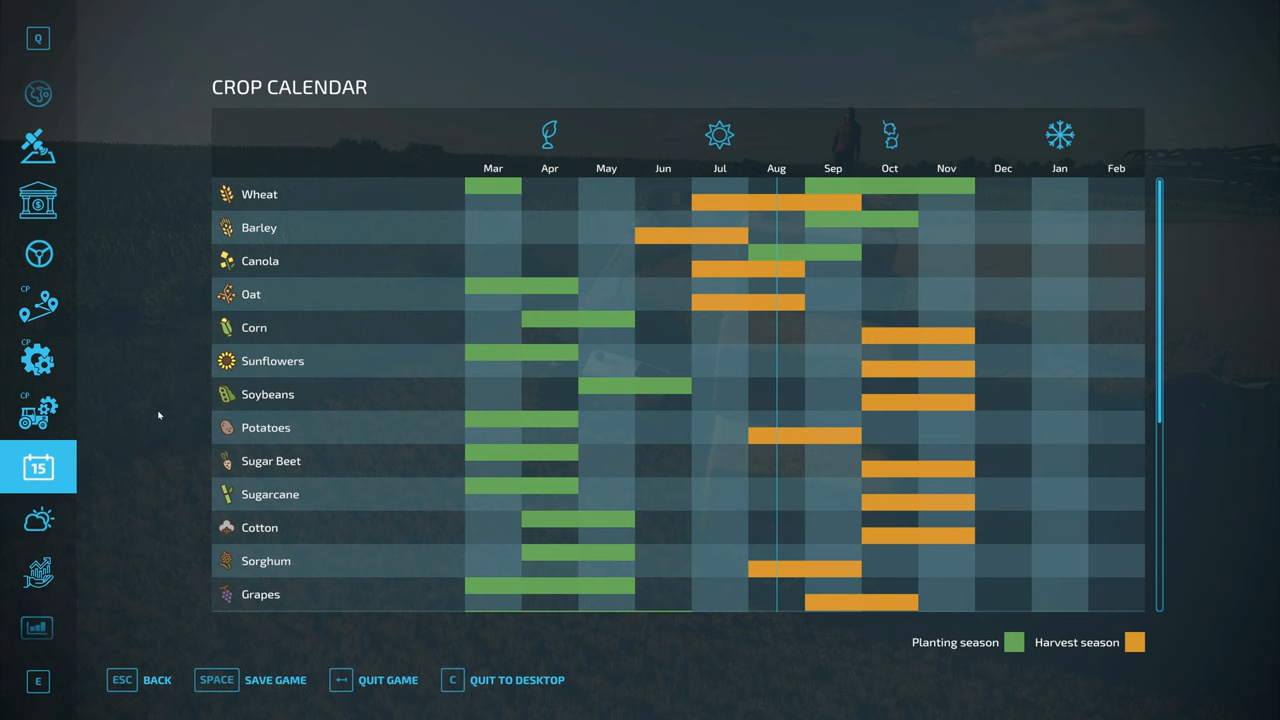 Q
CROP CALENDAR
Mar Apr May Jun Jul Aug Sep Oct Nov Dec Jan Feb
Wheat
Barley
Canola
Oat
CP
Corn
CP
Sunflowers
Soybeans
CP
Potatoes
Sugar Beet
15
Sugarcane
Cotton
Sorghum
Grapes
Planting season Harvest season
E
ESC BACK SPACE SAVE GAME QUIT GAME C QUIT TO DESKTOP